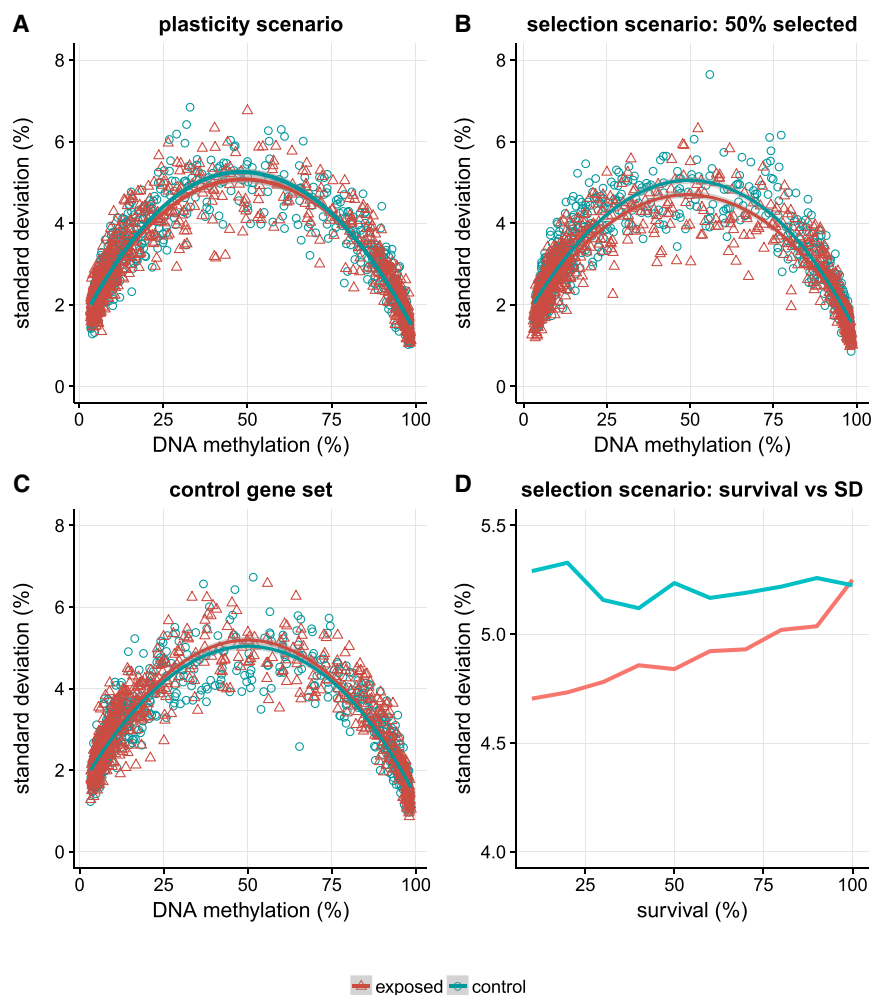 A
plasticity scenario
standard deviation (%)
8
6
4
2
0
0
25
50
75
100
DNA methylation (%)
B
selection scenario: 50% selected
standard deviation (%)
8
6
4
2
0
0
25
50
75
100
DNA methylation (%)
C
control gene set
standard deviation (%)
8
6
4
2
0
0
25
50
75
100
DNA methylation (%)
D
selection scenario: survival vs SD
standard deviation (%)
5.5
5.0
4.5
4.0
25
50
75
100
survival (%)
exposed
control